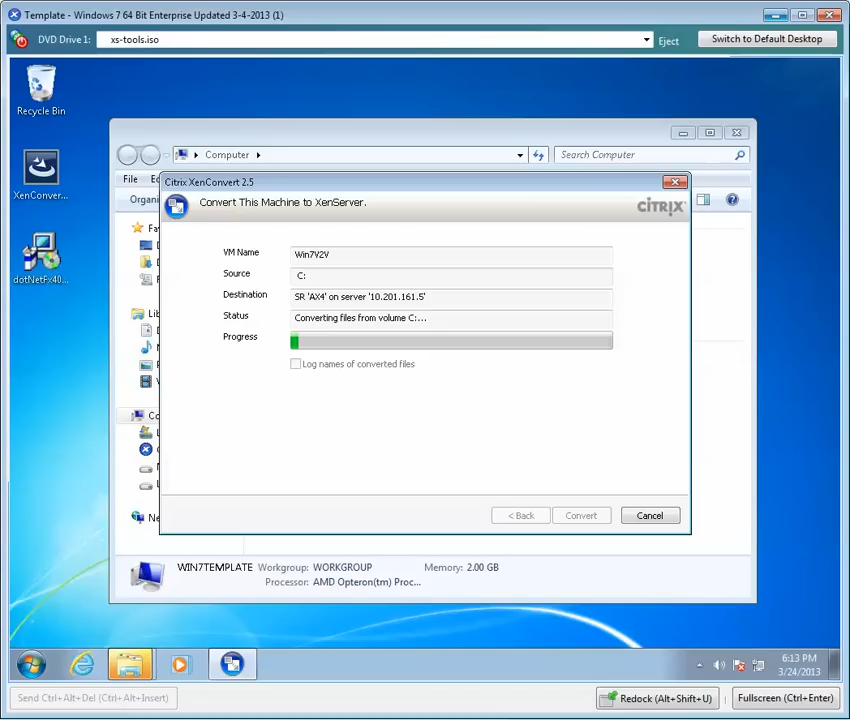 Template - Windows 7 64 Bit Enterprise Updated 3-4-2013 (1)
DVD Drive 1: xs-tools.iso Eject Switch to Default Desktop
Recycle Bin
XenConver...
dotNetFx40...
Computer Search Computer
File
Organi
Citrix XenConvert 2.5
Convert This Machine to XenServer.
CITRIX
VM Name Win7V2V
Source C:
Destination SR 'AX4' on server '10.201.161.5'
Status Converting files from volume C:...
Progress
Log names of converted files
< Back Convert Cancel
WIN7TEMPLATE Workgroup: WORKGROUP Memory: 2.00 GB
Processor: AMD Opteron(tm) Proc...
6:13 PM
3/24/2013
Send Ctrl+Alt+Del (Ctrl+Alt+Insert) Redock (Alt+Shift+U) Fullscreen (Ctrl+Enter)